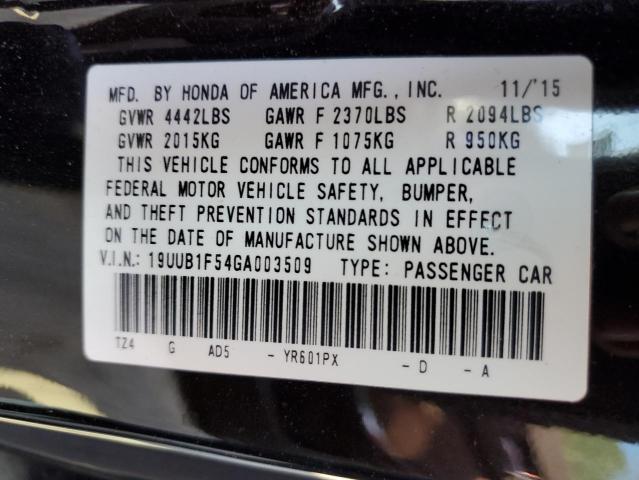 MFD. BY HONDA OF AMERICA MFG., INC. 11/'15
GVWR 4442LBS GAWR F 2370LBS R 2094LBS
GVWR 2015KG GAWR F 1075KG R 950KG
THIS VEHICLE CONFORMS TO ALL APPLICABLE
FEDERAL MOTOR VEHICLE SAFETY, BUMPER,
AND THEFT PREVENTION STANDARDS IN EFFECT
ON THE DATE OF MANUFACTURE SHOWN ABOVE.
V.I.N.: 19UUB1F54GA003509 TYPE: PASSENGER CAR
TZ4 G AD5 - YR601PX - D - A